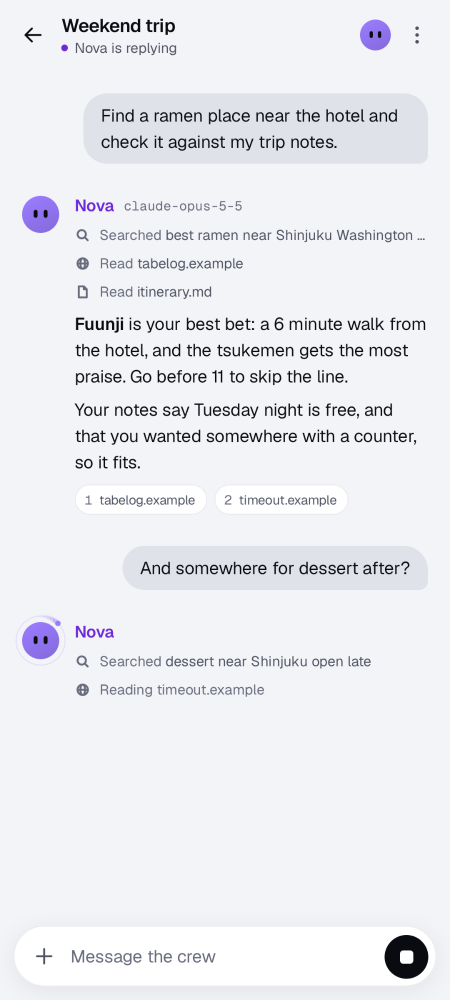 Weekend trip
Nova is replying
Find a ramen place near the hotel and
check it against my trip notes.
Nova claude-opus-5-5
Searched best ramen near Shinjuku Washington …
Read tabelog.example
Read itinerary.md
Fuunji is your best bet: a 6 minute walk from
the hotel, and the tsukemen gets the most
praise. Go before 11 to skip the line.
Your notes say Tuesday night is free, and
that you wanted somewhere with a counter,
so it fits.
1 tabelog.example 2 timeout.example
And somewhere for dessert after?
Nova
Searched dessert near Shinjuku open late
Reading timeout.example
Message the crew